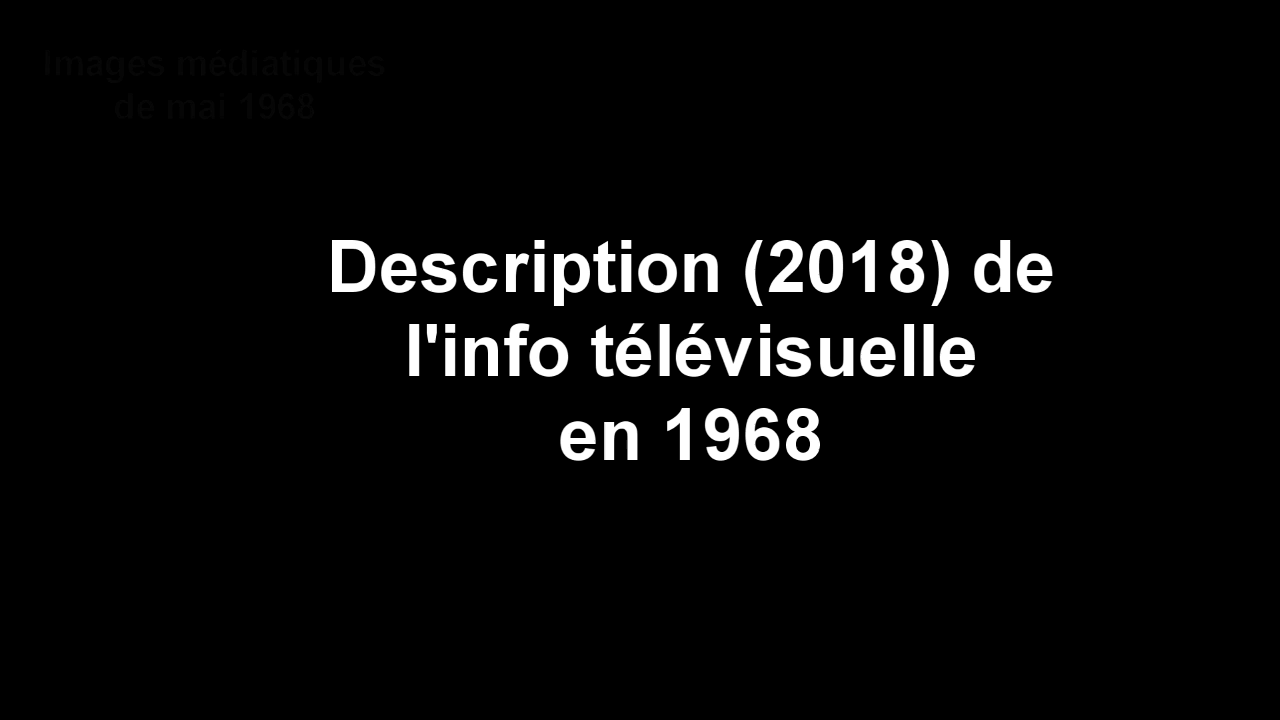 Images médiatiques
de mai 1968
Description (2018) de
l'info télévisuelle
en 1968